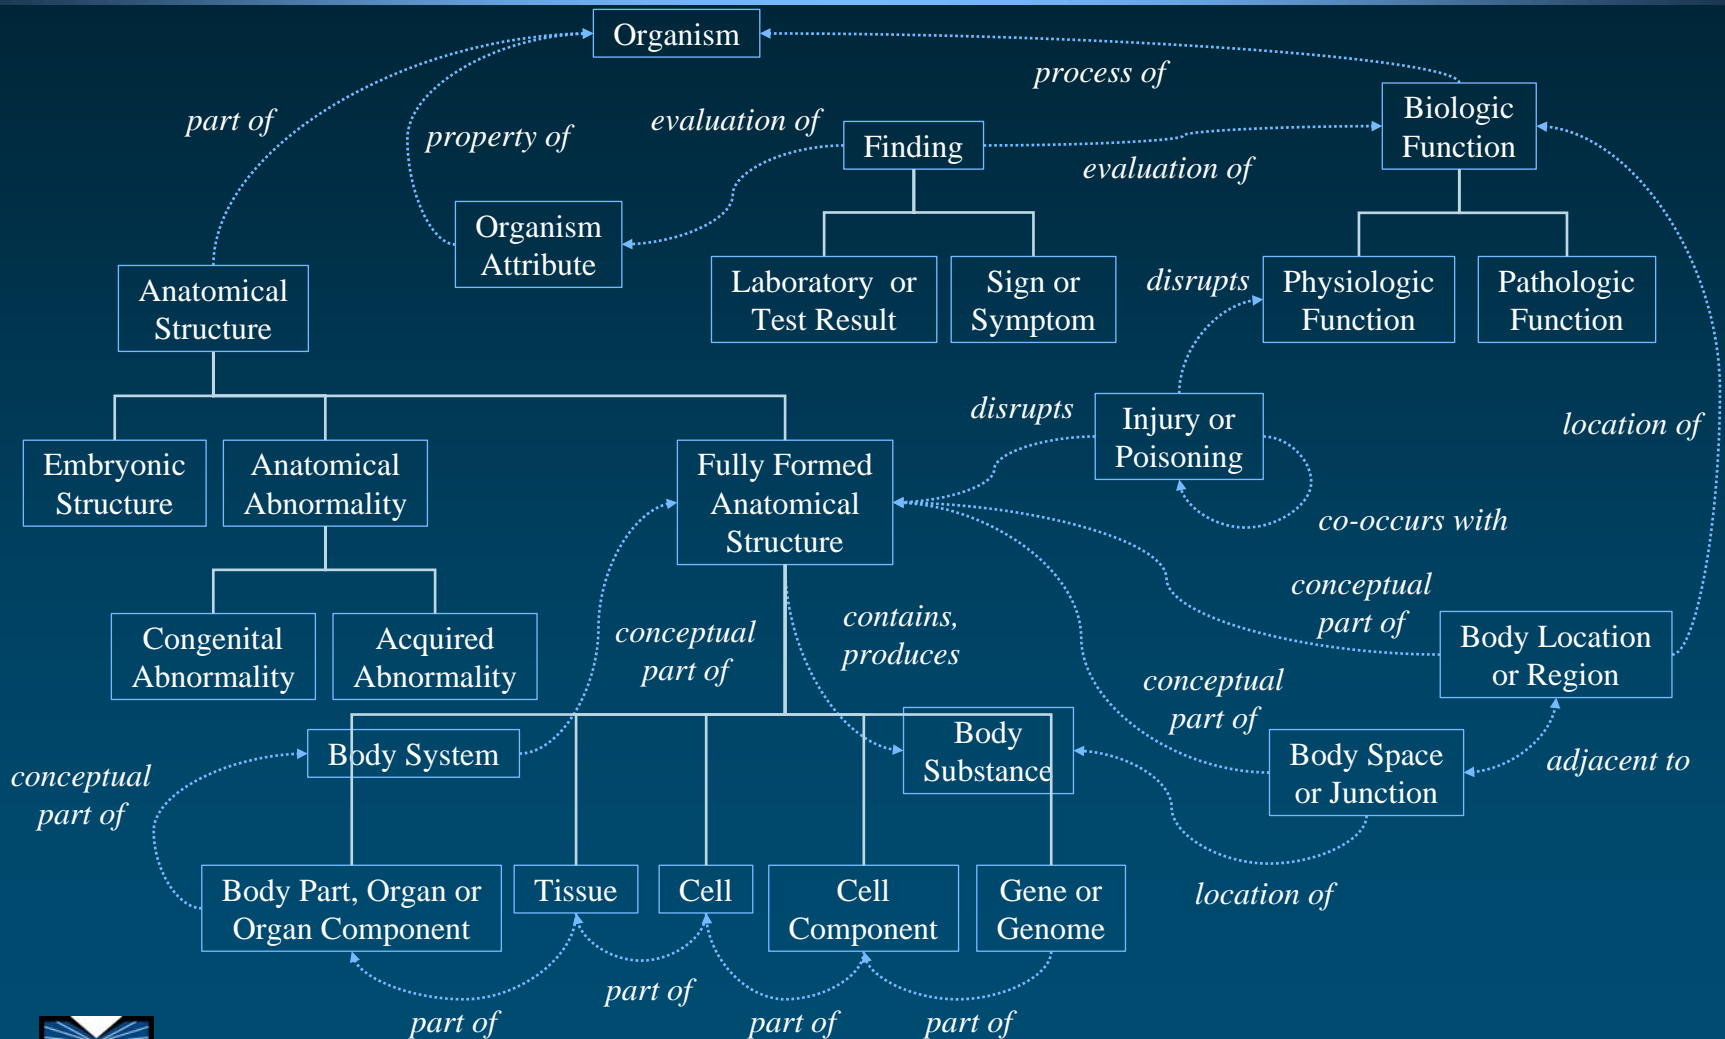 Organism
process of
part of
property of
evaluation of
Finding
evaluation of
Biologic
Function
Organism
Attribute
Anatomical
Structure
Laboratory or
Test Result
Sign or
Symptom
disrupts
Physiologic
Function
Pathologic
Function
disrupts
Injury or
Poisoning
location of
Embryonic
Structure
Anatomical
Abnormality
Fully Formed
Anatomical
Structure
co-occurs with
Congenital
Abnormality
Acquired
Abnormality
conceptual
part of
contains,
produces
conceptual
part of
Body Location
or Region
conceptual
part of
Body System
Body
Substance
Body Space
or Junction
adjacent to
conceptual
part of
Body Part, Organ or
Organ Component
Tissue
Cell
Cell
Component
Gene or
Genome
location of
part of
part of
part of
part of